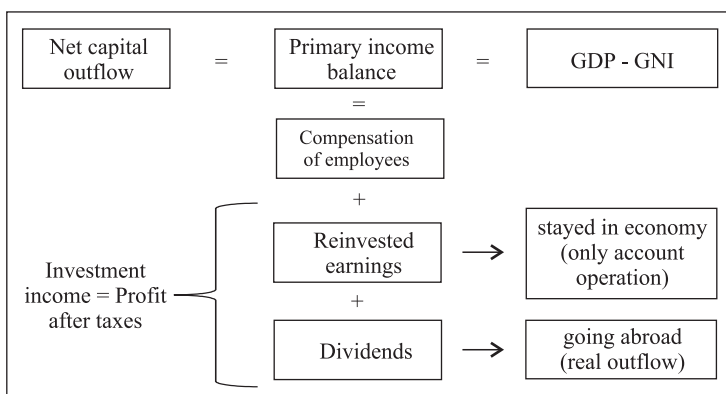 Net capital
outflow
=
Primary income
balance
=
GDP - GNI
=
Compensation
of employees
+
Investment
income = Profit
after taxes
Reinvested
earnings
stayed in economy
(only account
operation)
+
Dividends
going abroad
(real outflow)